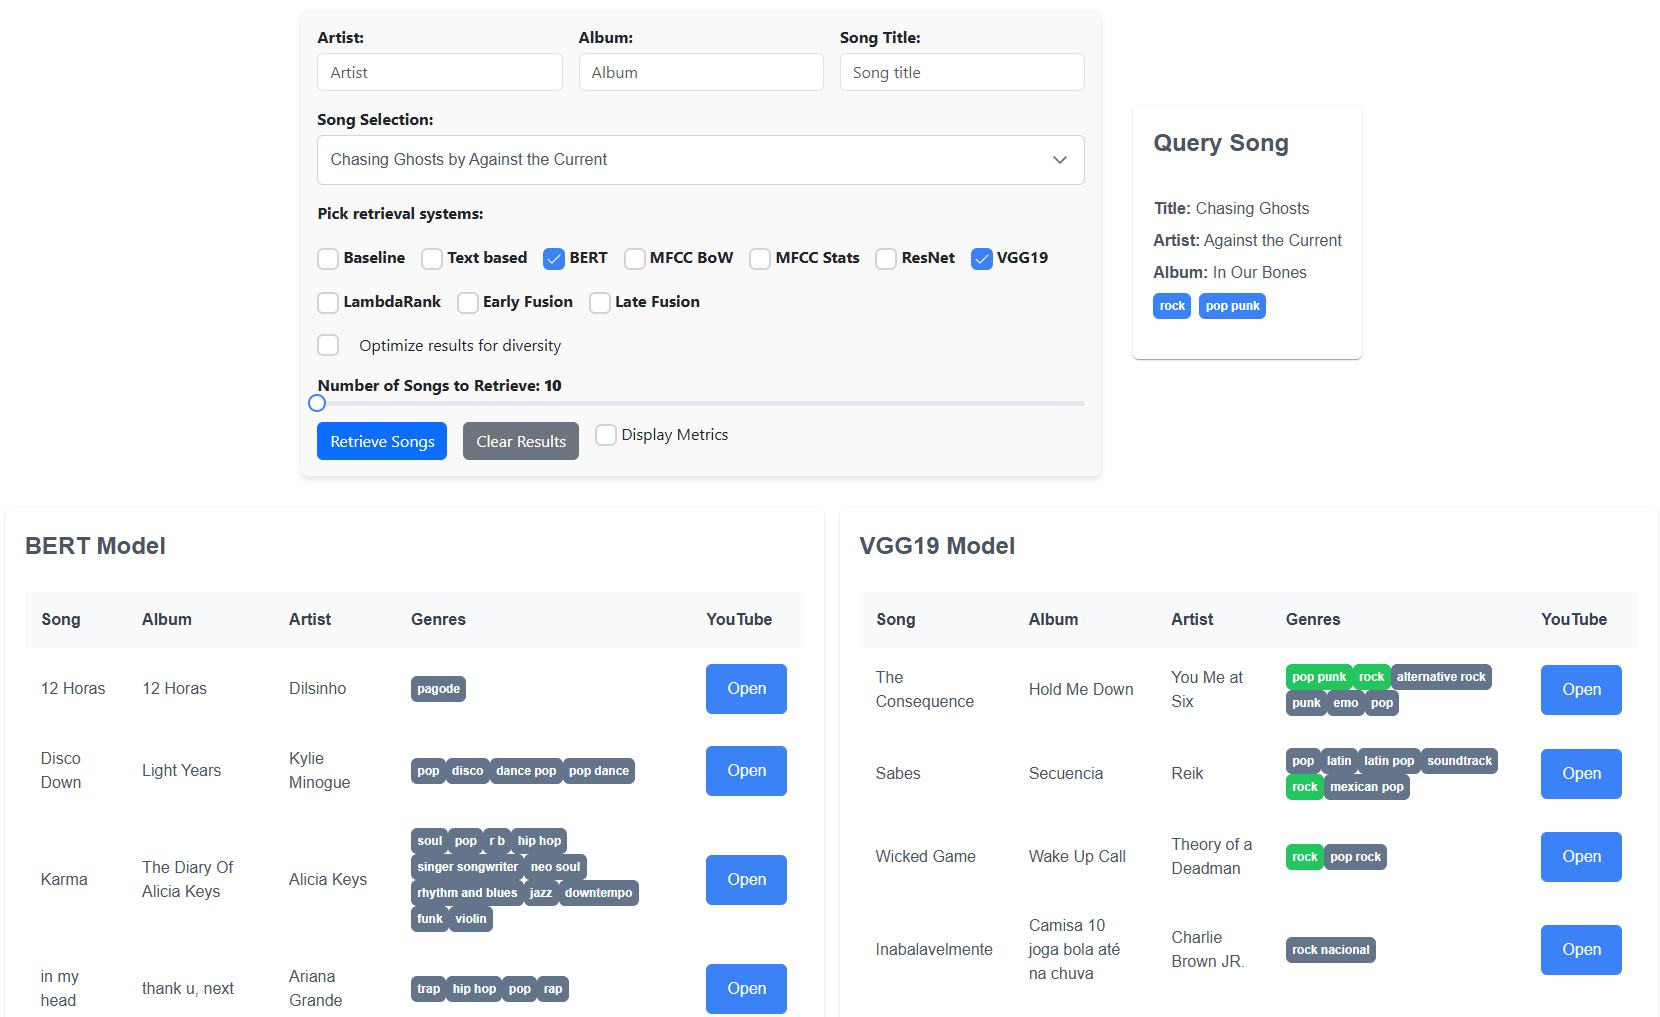 Artist: Album: Song Title:
Artist Album Song title
Song Selection:
Chasing Ghosts by Against the Current
Pick retrieval systems:
Baseline Text based BERT MFCC BoW MFCC Stats ResNet VGG19
LambdaRank Early Fusion Late Fusion
Optimize results for diversity
Number of Songs to Retrieve: 10
Retrieve Songs Clear Results Display Metrics
Query Song
Title: Chasing Ghosts
Artist: Against the Current
Album: In Our Bones
rock pop punk
BERT Model
Song Album Artist Genres YouTube
12 Horas 12 Horas Dilsinho pagode Open
Disco
Down
Light Years
Kylie
Minogue
pop disco dance pop pop dance
Open
Karma
The Diary Of
Alicia Keys
Alicia Keys
soul pop r b hip hop
singer songwriter neo soul
rhythm and blues jazz downtempo
funk violin
Open
in my
head
thank u, next
Ariana
Grande
trap hip hop pop rap
Open
VGG19 Model
Song Album Artist Genres YouTube
The
Consequence
Hold Me Down
You Me at
Six
pop punk rock alternative rock
punk emo pop
Open
Sabes
Secuencia
Reik
pop latin latin pop soundtrack
rock mexican pop
Open
Wicked Game
Wake Up Call
Theory of a
Deadman
rock pop rock
Open
Inabalavelmente
Camisa 10
joga bola até
na chuva
Charlie
Brown JR.
rock nacional
Open